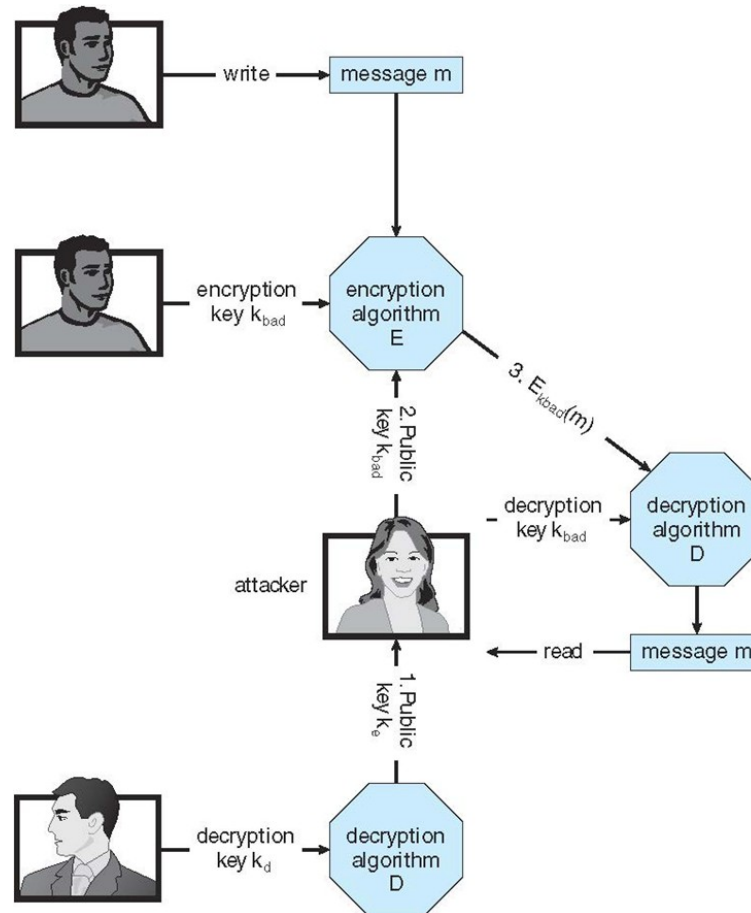 write
message m
encryption
key k_bad
encryption
algorithm
E
3. E_kbad(m)
2. Public
key k_bad
decryption
key k_bad
decryption
algorithm
D
attacker
read
message m
1. Public
key k_e
decryption
key k_d
decryption
algorithm
D